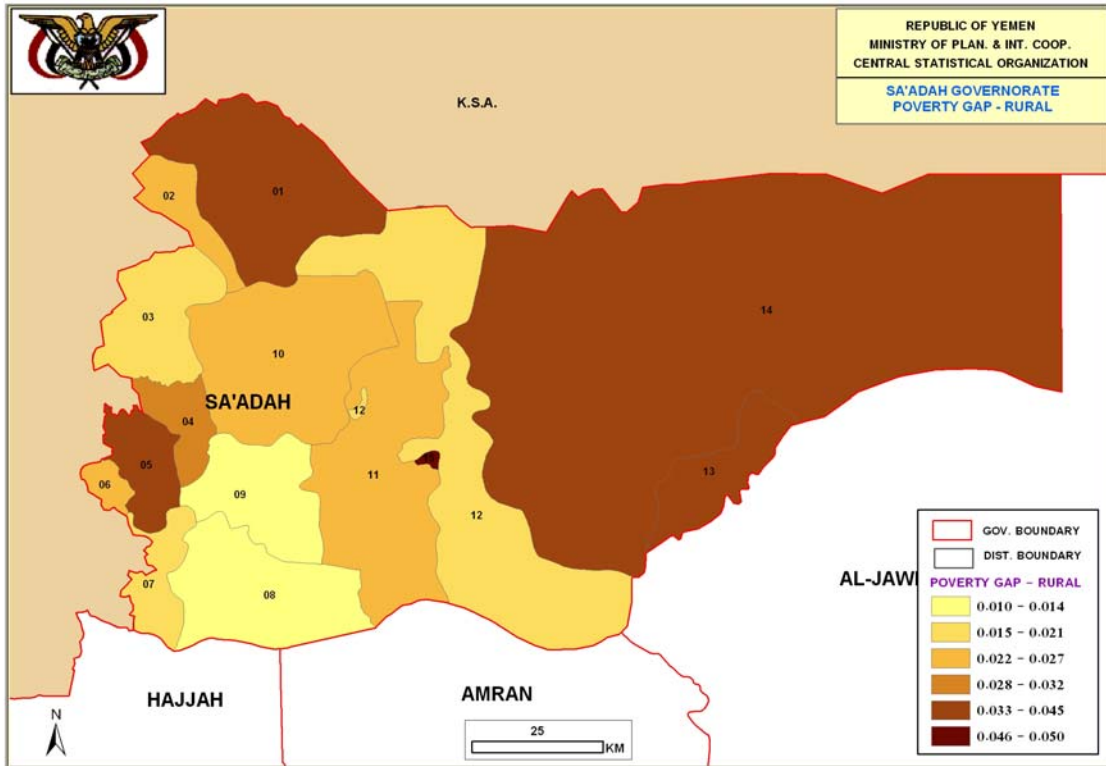 REPUBLIC OF YEMEN
MINISTRY OF PLAN. & INT. COOP.
CENTRAL STATISTICAL ORGANIZATION
SA'ADAH GOVERNORATE
POVERTY GAP - RURAL
K.S.A.
01
02
03
14
10
SA'ADAH
12
04
05
11
13
06
09
12
07
08
AL-JAW
HAJJAH
AMRAN
N
25
KM
GOV. BOUNDARY
DIST. BOUNDARY
POVERTY GAP – RURAL
0.010 – 0.014
0.015 – 0.021
0.022 – 0.027
0.028 – 0.032
0.033 – 0.045
0.046 – 0.050